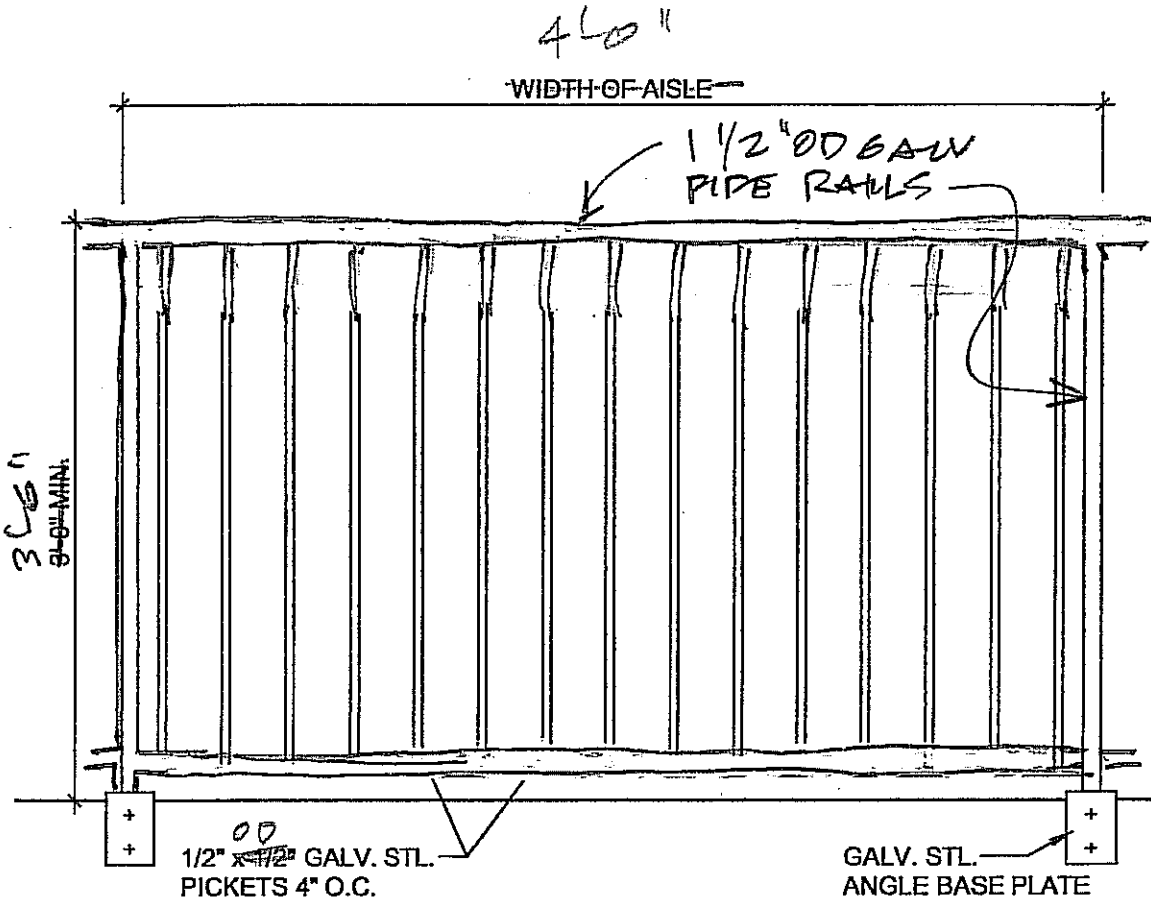 4'-0"
WIDTH OF AISLE
1 1/2" OD GALV
PIPE RAILS
3'-6"
3'-0" MIN.
OD
1/2" x 1/2" GALV. STL.
PICKETS 4" O.C.
GALV. STL.
ANGLE BASE PLATE